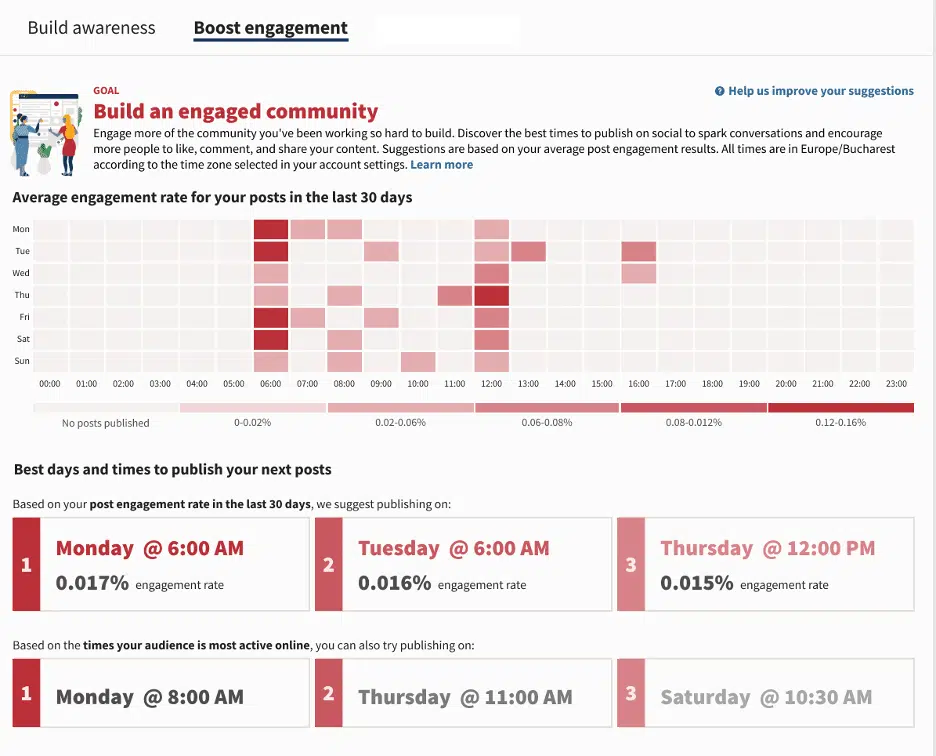 Build awareness Boost engagement
GOAL
Build an engaged community
Help us improve your suggestions
Engage more of the community you've been working so hard to build. Discover the best times to publish on social to spark conversations and encourage
more people to like, comment, and share your content. Suggestions are based on your average post engagement results. All times are in Europe/Bucharest
according to the time zone selected in your account settings. Learn more
Average engagement rate for your posts in the last 30 days
Mon
Tue
Wed
Thu
Fri
Sat
Sun
00:00 01:00 02:00 03:00 04:00 05:00 06:00 07:00 08:00 09:00 10:00 11:00 12:00 13:00 14:00 15:00 16:00 17:00 18:00 19:00 20:00 21:00 22:00 23:00
No posts published 0-0.02% 0.02-0.06% 0.06-0.08% 0.08-0.012% 0.12-0.16%
Best days and times to publish your next posts
Based on your post engagement rate in the last 30 days, we suggest publishing on:
1 Monday @ 6:00 AM
0.017% engagement rate
2 Tuesday @ 6:00 AM
0.016% engagement rate
3 Thursday @ 12:00 PM
0.015% engagement rate
Based on the times your audience is most active online, you can also try publishing on:
1 Monday @ 8:00 AM
2 Thursday @ 11:00 AM
3 Saturday @ 10:30 AM